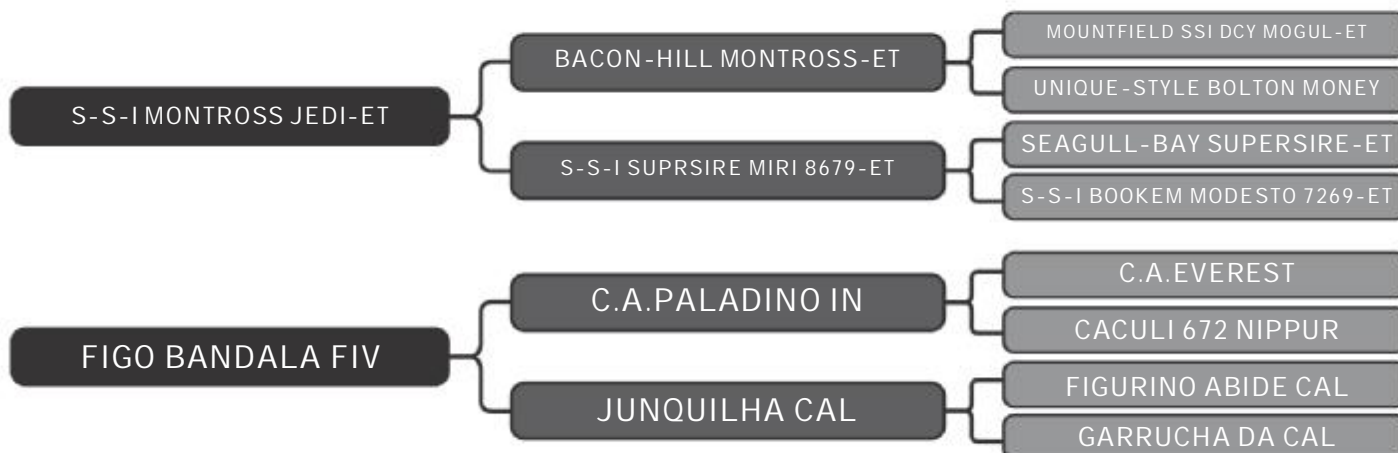 MOUNTFIELD SSI DCY MOGUL-ET
BACON-HILL MONTROSS-ET
UNIQUE-STYLE BOLTON MONEY
S-S-I MONTROSS JEDI-ET
SEAGULL-BAY SUPERSIRE-ET
S-S-I SUPRSIRE MIRI 8679-ET
S-S-I BOOKEM MODESTO 7269-ET
C.A.EVEREST
C.A.PALADINO IN
CACULI 672 NIPPUR
FIGO BANDALA FIV
FIGURINO ABIDE CAL
JUNQUILHA CAL
GARRUCHA DA CAL